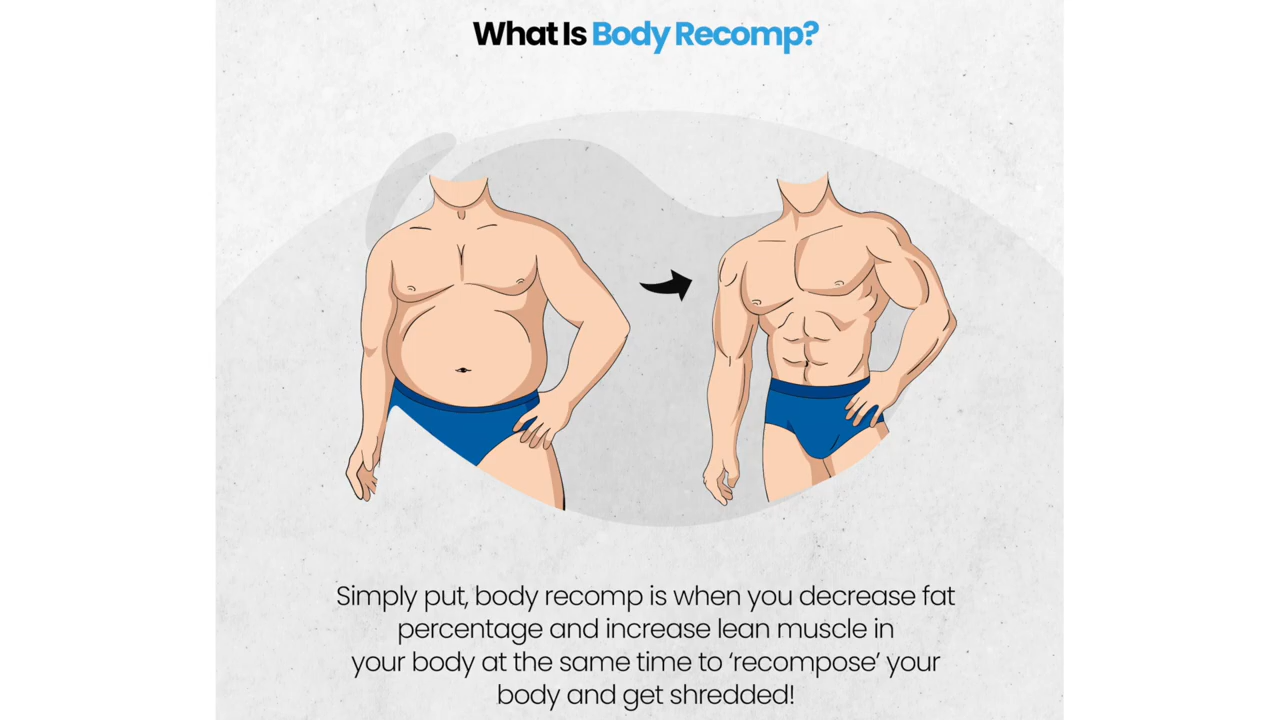 What Is Body Recomp?
Simply put, body recomp is when you decrease fat
percentage and increase lean muscle in
your body at the same time to ‘recompose’ your
body and get shredded!